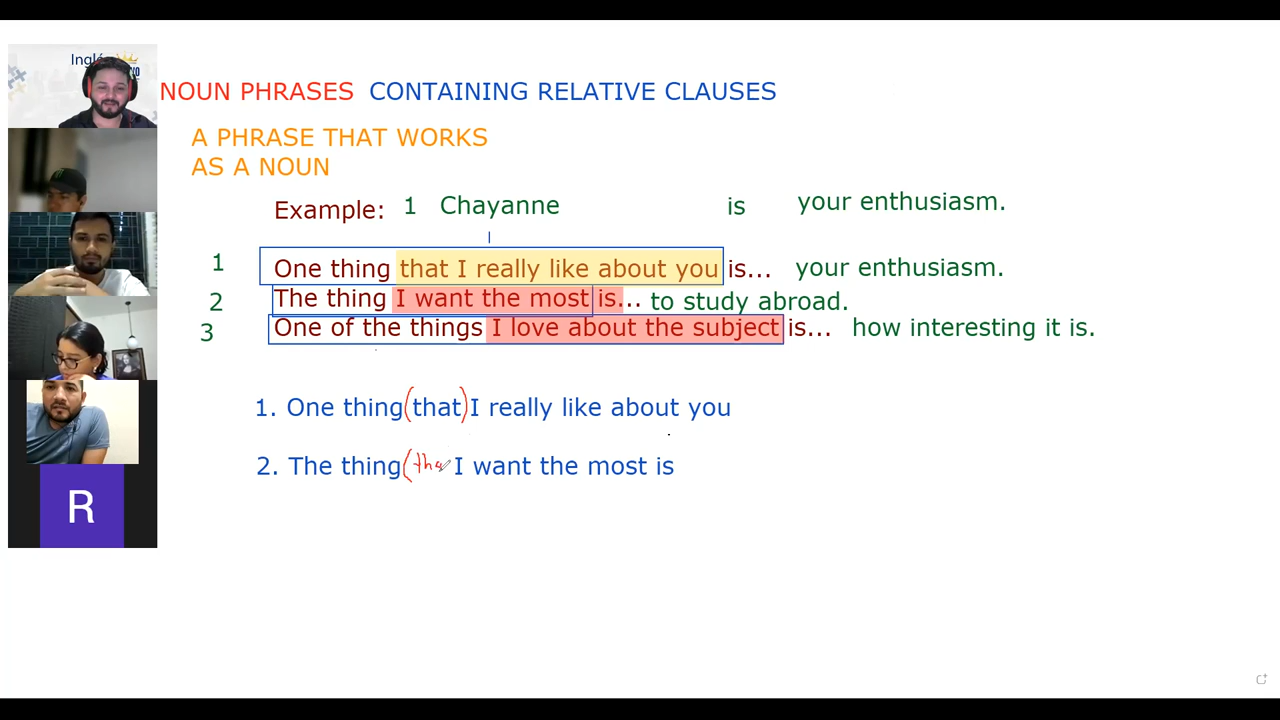 Inglés
NOUN PHRASES CONTAINING RELATIVE CLAUSES
A PHRASE THAT WORKS
AS A NOUN
Example: 1 Chayanne is your enthusiasm.
1 One thing that I really like about you is... your enthusiasm.
2 The thing I want the most is... to study abroad.
3 One of the things I love about the subject is... how interesting it is.
1. One thing (that) I really like about you
2. The thing (tha I want the most is
R